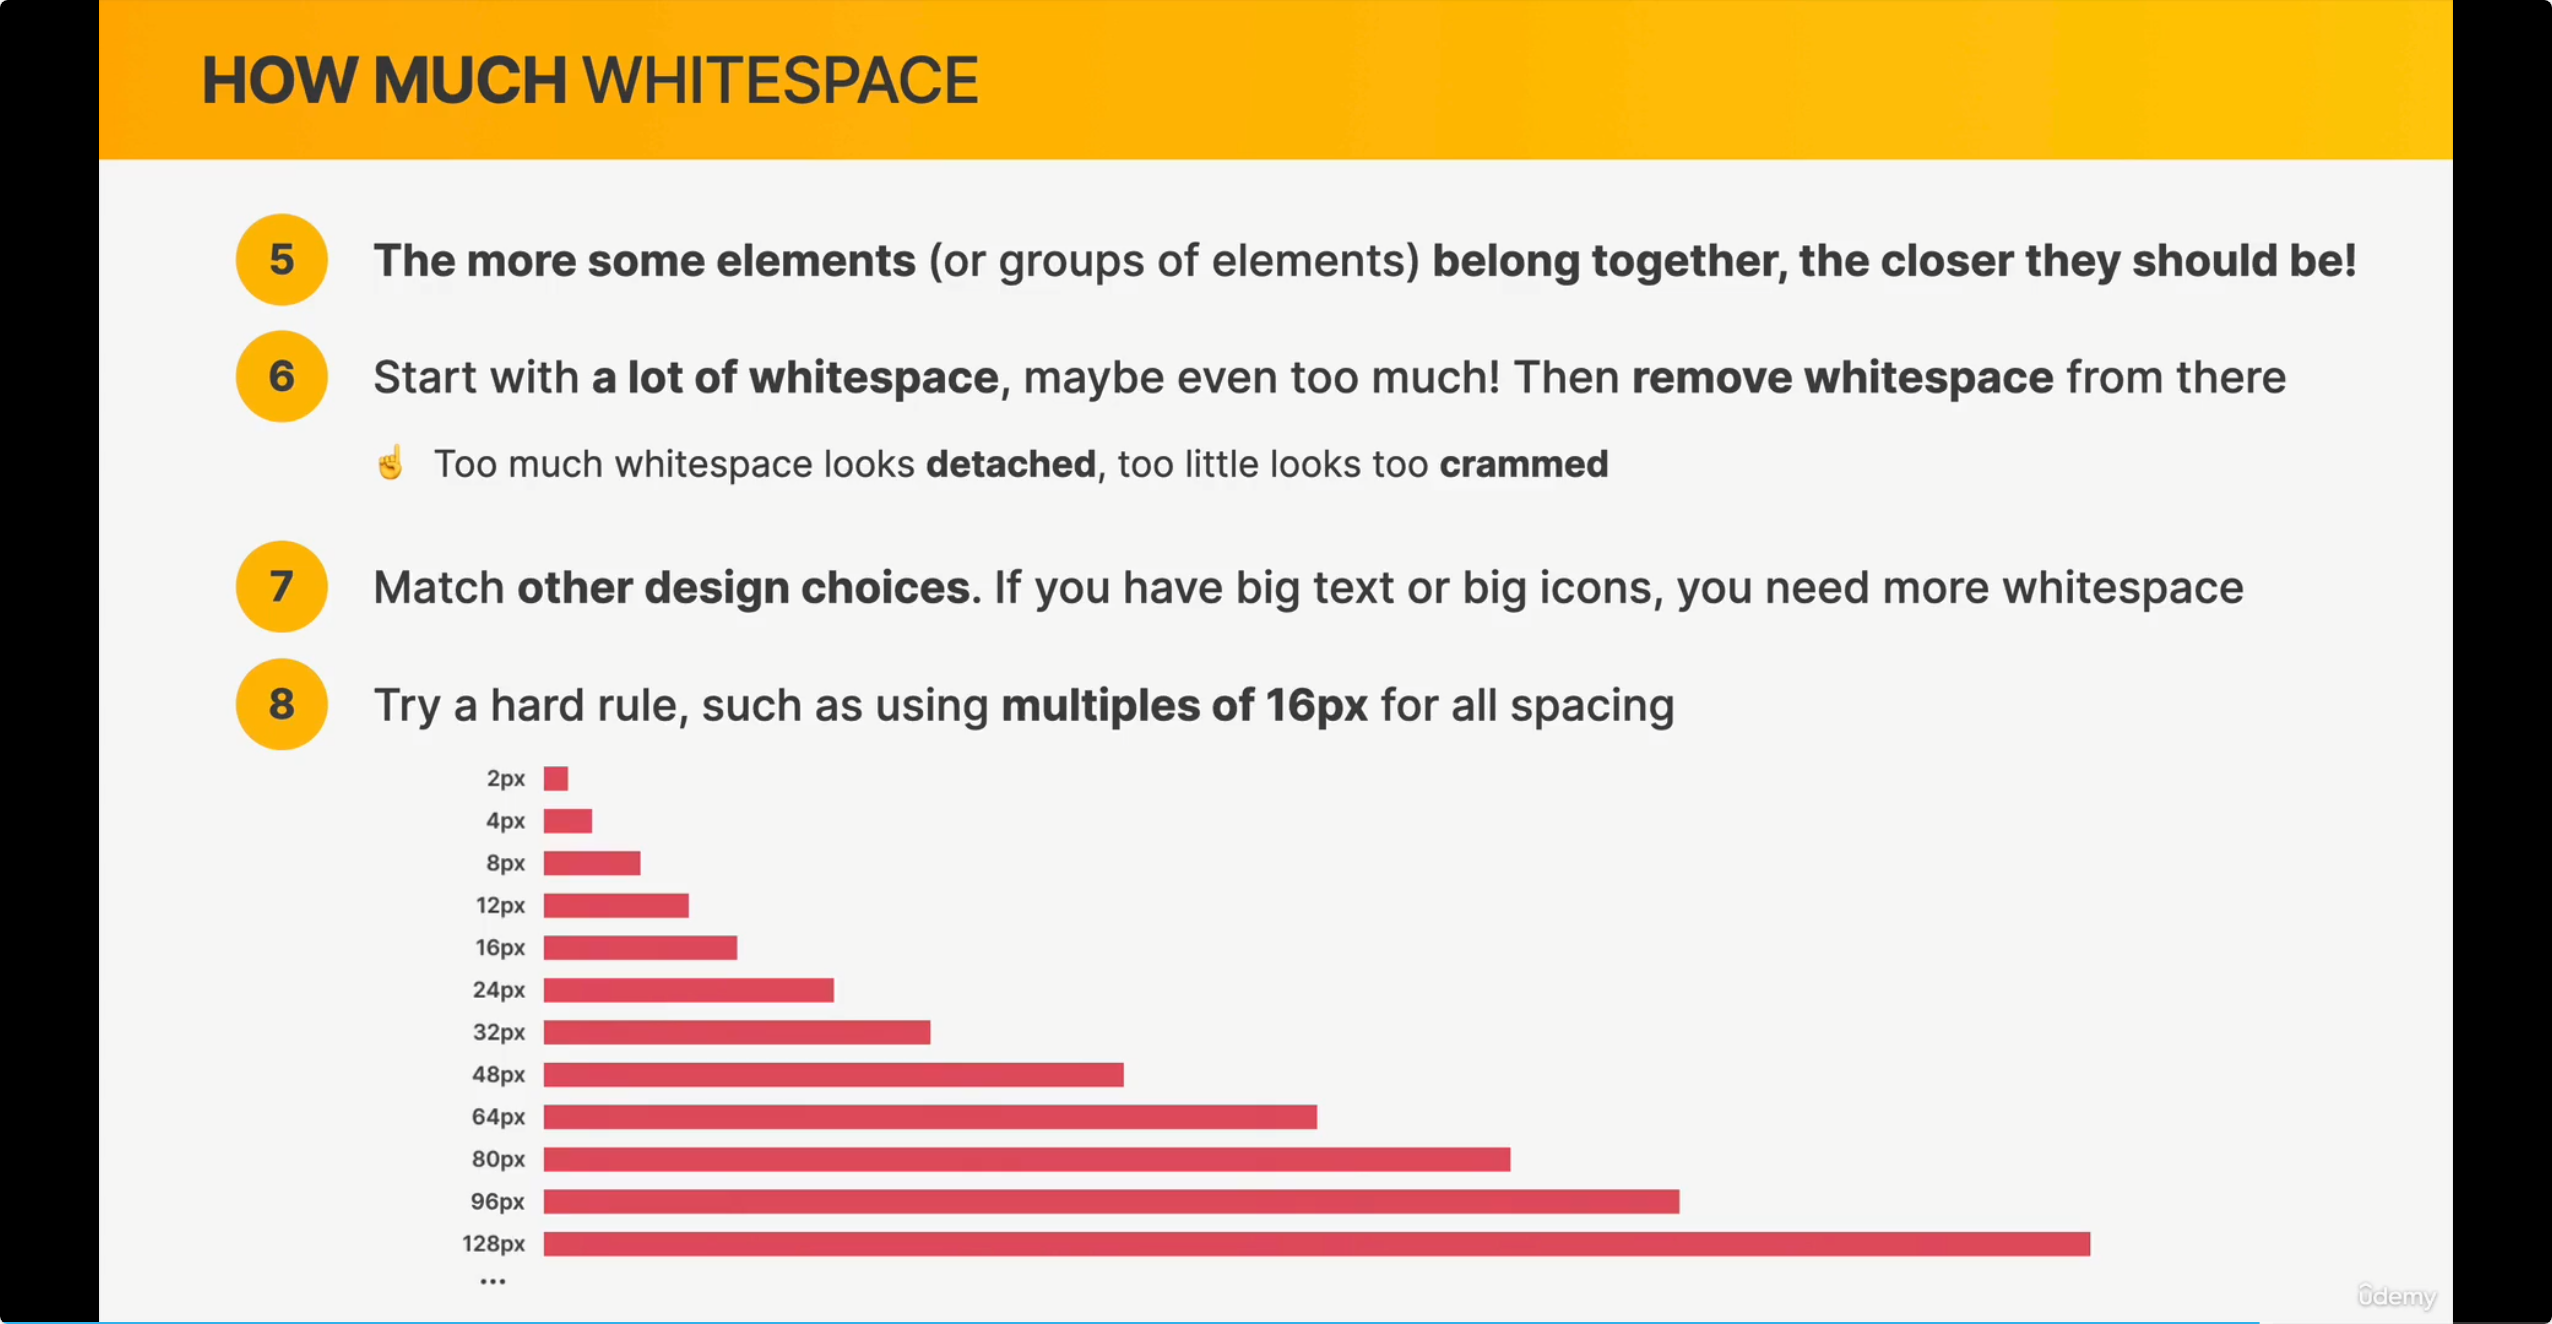 HOW MUCH WHITESPACE
5 The more some elements (or groups of elements) belong together, the closer they should be!
6 Start with a lot of whitespace, maybe even too much! Then remove whitespace from there
☝️ Too much whitespace looks detached, too little looks too crammed
7 Match other design choices. If you have big text or big icons, you need more whitespace
8 Try a hard rule, such as using multiples of 16px for all spacing
2px
4px
8px
12px
16px
24px
32px
48px
64px
80px
96px
128px
...
ûdemy